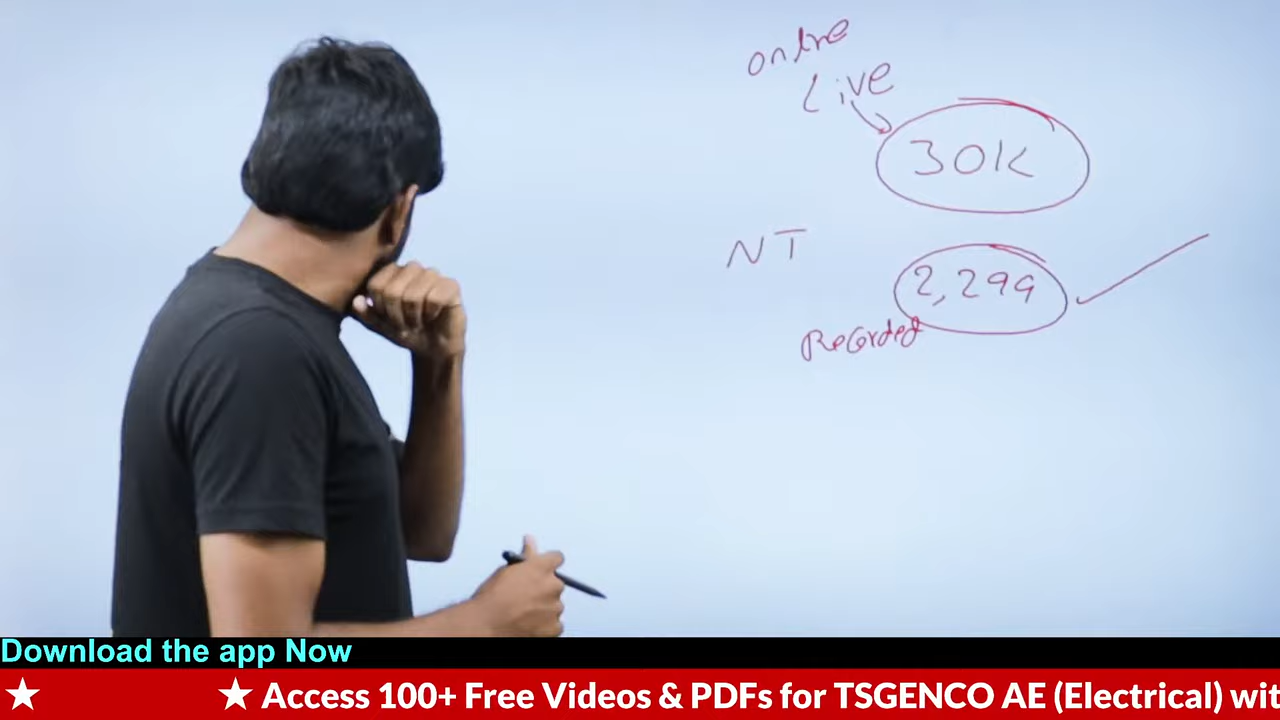 online
Live
30K
NT
2,299
Recorded
Download the app Now
★ ★ Access 100+ Free Videos & PDFs for TSGENCO AE (Electrical) wit